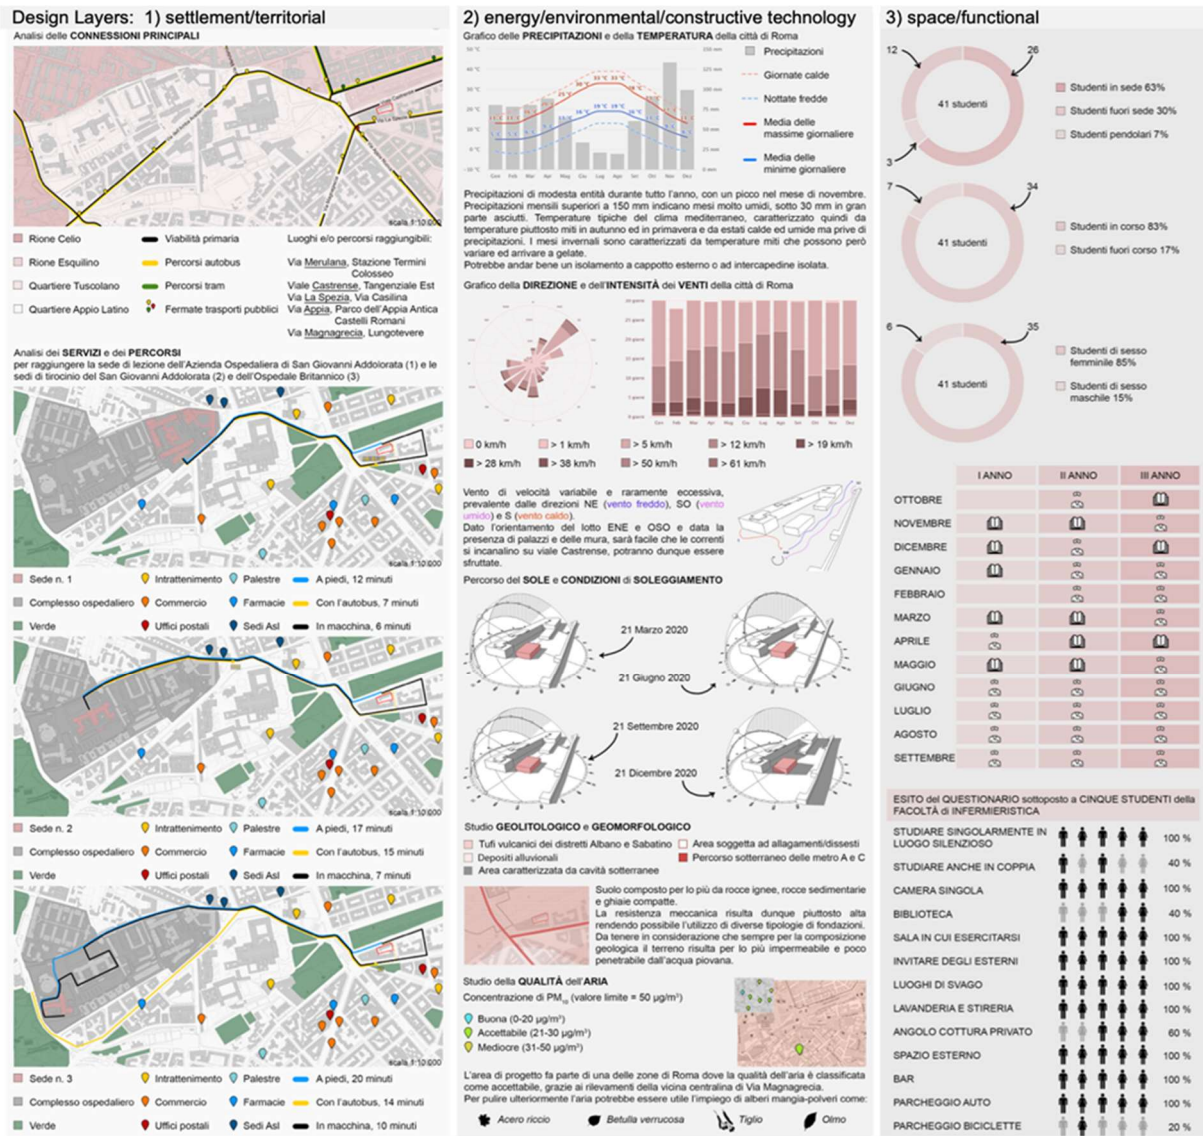 Design Layers: 1) settlement/territorial
Analisi delle CONNESSIONI PRINCIPALI
scala 1:10.000
Rione Celio
Viabilità primaria
Luoghi e/o percorsi raggiungibili:
Rione Esquilino
Percorsi autobus
Via Merulana, Stazione Termini
Colosseo
Quartiere Tuscolano
Percorsi tram
Viale Castrense, Tangenziale Est
Via La Spezia, Via Casilina
Quartiere Appio Latino
Fermate trasporti pubblici
Via Appia, Parco dell'Appia Antica
Castelli Romani
Via Magnagrecia, Lungotevere
Analisi dei SERVIZI e dei PERCORSI
per raggiungere la sede di lezione dell'Azienda Ospedaliera di San Giovanni Addolorata (1) e le
sedi di tirocinio del San Giovanni Addolorata (2) e dell'Ospedale Britannico (3)
scala 1:10.000
Sede n. 1
Intrattenimento
Palestre
A piedi, 12 minuti
Complesso ospedaliero
Commercio
Farmacie
Con l'autobus, 7 minuti
Verde
Uffici postali
Sedi Asl
In macchina, 6 minuti
scala 1:10.000
Sede n. 2
Intrattenimento
Palestre
A piedi, 17 minuti
Complesso ospedaliero
Commercio
Farmacie
Con l'autobus, 15 minuti
Verde
Uffici postali
Sedi Asl
In macchina, 7 minuti
scala 1:10.000
Sede n. 3
Intrattenimento
Palestre
A piedi, 20 minuti
Complesso ospedaliero
Commercio
Farmacie
Con l'autobus, 14 minuti
Verde
Uffici postali
Sedi Asl
In macchina, 10 minuti
2) energy/environmental/constructive technology
Grafico delle PRECIPITAZIONI e della TEMPERATURA della città di Roma
Precipitazioni
Giornate calde
Nottate fredde
Media delle
massime giornaliere
Media delle
minime giornaliere
Precipitazioni di modesta entità durante tutto l'anno, con un picco nel mese di novembre.
Precipitazioni mensili superiori a 150 mm indicano mesi molto umidi, sotto 30 mm in gran
parte asciutti. Temperature tipiche del clima mediterraneo, caratterizzato quindi da
temperature piuttosto miti in autunno ed in primavera e da estati calde ed umide ma prive di
precipitazioni. I mesi invernali sono caratterizzati da temperature miti che possono però
variare ed arrivare a gelate.
Potrebbe andar bene un isolamento a cappotto esterno o ad intercapedine isolata.
Grafico della DIREZIONE e dell'INTENSITÀ dei VENTI della città di Roma
0 km/h
> 1 km/h
> 5 km/h
> 12 km/h
> 19 km/h
> 28 km/h
> 38 km/h
> 50 km/h
> 61 km/h
Vento di velocità variabile e raramente eccessiva,
prevalente dalle direzioni NE (vento freddo), SO (vento
umido) e S (vento caldo).
Dato l'orientamento del lotto ENE e OSO e data la
presenza di palazzi e delle mura, sarà facile che le correnti
si incanalino su viale Castrense, potranno dunque essere
sfruttate.
Percorso del SOLE e CONDIZIONI di SOLEGGIAMENTO
21 Marzo 2020
21 Giugno 2020
21 Settembre 2020
21 Dicembre 2020
Studio GEOLITOLOGICO e GEOMORFOLOGICO
Tufi vulcanici dei distretti Albano e Sabatino
Area soggetta ad allagamenti/dissesti
Depositi alluvionali
Percorso sotterraneo delle metro A e C
Area caratterizzata da cavità sotterranee
Suolo composto per lo più da rocce ignee, rocce sedimentarie
e ghiaie compatte.
La resistenza meccanica risulta dunque piuttosto alta
rendendo possibile l'utilizzo di diverse tipologie di fondazioni.
Da tenere in considerazione che sempre per la composizione
geologica il terreno risulta per lo più impermeabile e poco
penetrabile dall'acqua piovana.
Studio della QUALITÀ dell'ARIA
Concentrazione di PM10 (valore limite = 50 µg/m³)
Buona (0-20 µg/m³)
Accettabile (21-30 µg/m³)
Mediocre (31-50 µg/m³)
L'area di progetto fa parte di una delle zone di Roma dove la qualità dell'aria è classificata
come accettabile, grazie ai rilevamenti della vicina centralina di Via Magnagrecia.
Per pulire ulteriormente l'aria potrebbe essere utile l'impiego di alberi mangia-polveri come:
Acero riccio
Betulla verrucosa
Tiglio
Olmo
3) space/functional
12
26
41 studenti
3
Studenti in sede 63%
Studenti fuori sede 30%
Studenti pendolari 7%
7
34
41 studenti
Studenti in corso 83%
Studenti fuori corso 17%
6
35
41 studenti
Studenti di sesso
femminile 85%
Studenti di sesso
maschile 15%
I ANNO
II ANNO
III ANNO
OTTOBRE
NOVEMBRE
DICEMBRE
GENNAIO
FEBBRAIO
MARZO
APRILE
MAGGIO
GIUGNO
LUGLIO
AGOSTO
SETTEMBRE
ESITO del QUESTIONARIO sottoposto a CINQUE STUDENTI della
FACOLTÀ di INFERMIERISTICA
STUDIARE SINGOLARMENTE IN
LUOGO SILENZIOSO
100 %
STUDIARE ANCHE IN COPPIA
40 %
CAMERA SINGOLA
100 %
BIBLIOTECA
40 %
SALA IN CUI ESERCITARSI
100 %
INVITARE DEGLI ESTERNI
100 %
LUOGHI DI SVAGO
100 %
LAVANDERIA E STIRERIA
100 %
ANGOLO COTTURA PRIVATO
60 %
SPAZIO ESTERNO
100 %
BAR
100 %
PARCHEGGIO AUTO
100 %
PARCHEGGIO BICICLETTE
20 %